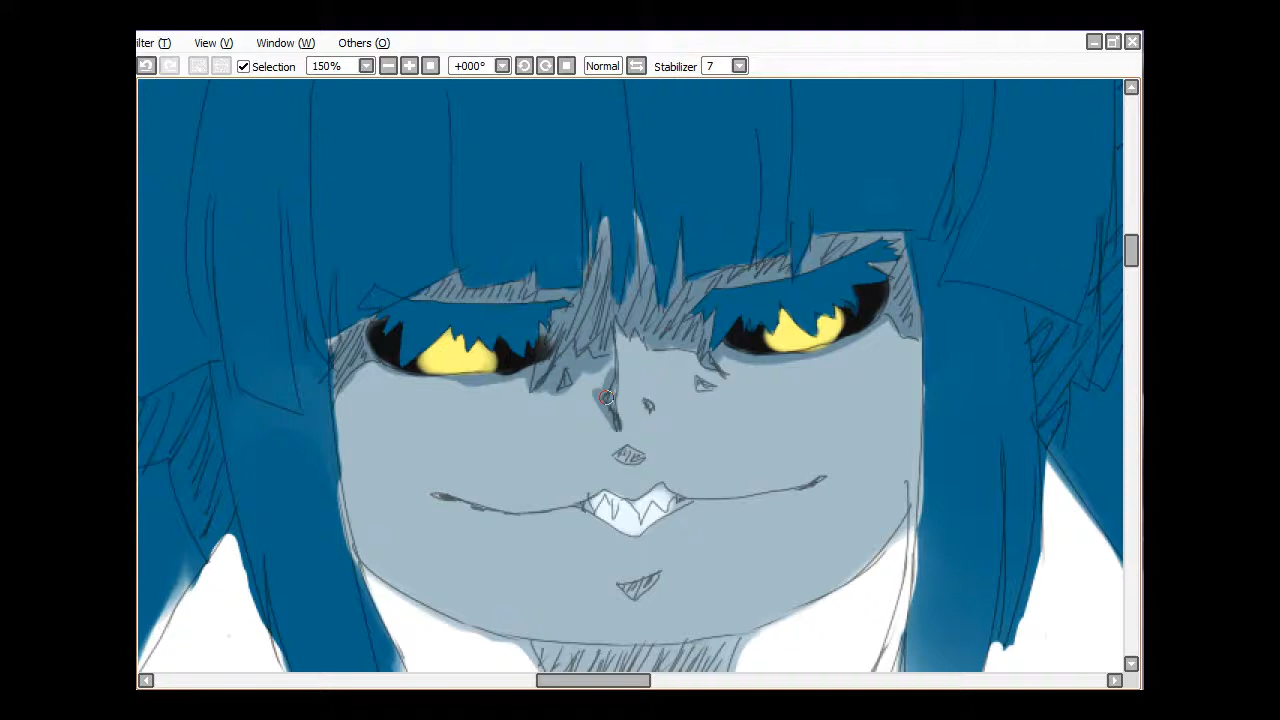 ilter (T) View (V) Window (W) Others (O)
Selection 150% +000° Normal Stabilizer 7